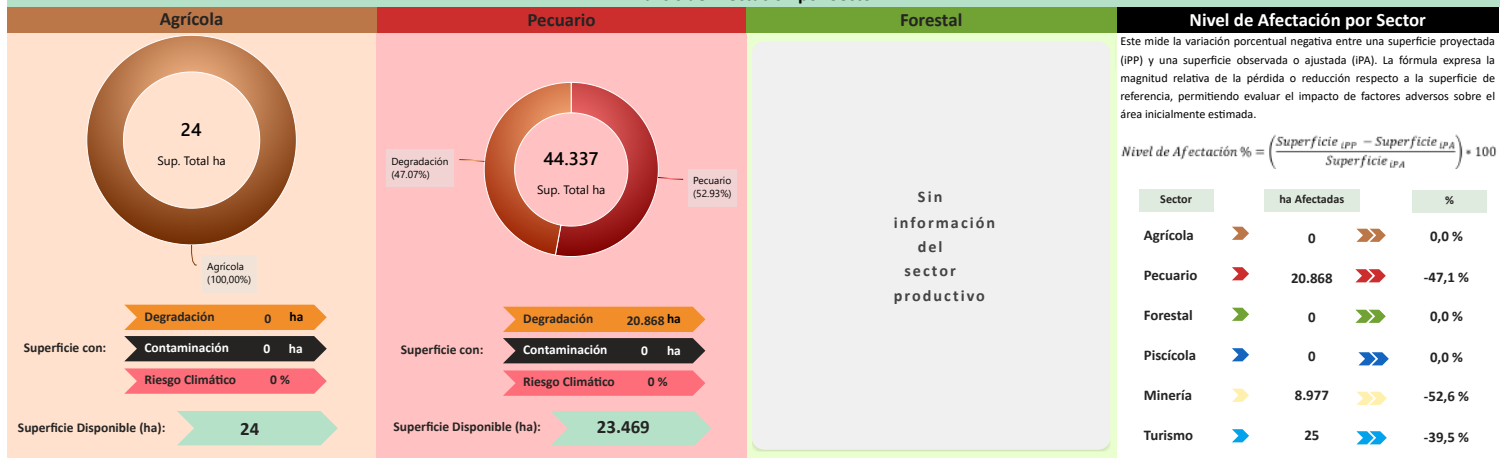 Agrícola
24
Sup. Total ha
Agrícola
(100,00%)
Superficie con:
Degradación 0 ha
Contaminación 0 ha
Riesgo Climático 0 %
Superficie Disponible (ha): 24
Pecuario
44.337
Sup. Total ha
Degradación
(47.07%)
Pecuario
(52.93%)
Superficie con:
Degradación 20.868 ha
Contaminación 0 ha
Riesgo Climático 0 %
Superficie Disponible (ha): 23.469
Forestal
Sin
información
del
sector
productivo
Nivel de Afectación por Sector
Este mide la variación porcentual negativa entre una superficie proyectada
(iPP) y una superficie observada o ajustada (iPA). La fórmula expresa la
magnitud relativa de la pérdida o reducción respecto a la superficie de
referencia, permitiendo evaluar el impacto de factores adversos sobre el
área inicialmente estimada.
Nivel de Afectación % = (Superficie iPP − Superficie iPA / Superficie iPA) * 100
Sector ha Afectadas %
Agrícola 0 0,0 %
Pecuario 20.868 -47,1 %
Forestal 0 0,0 %
Piscícola 0 0,0 %
Minería 8.977 -52,6 %
Turismo 25 -39,5 %